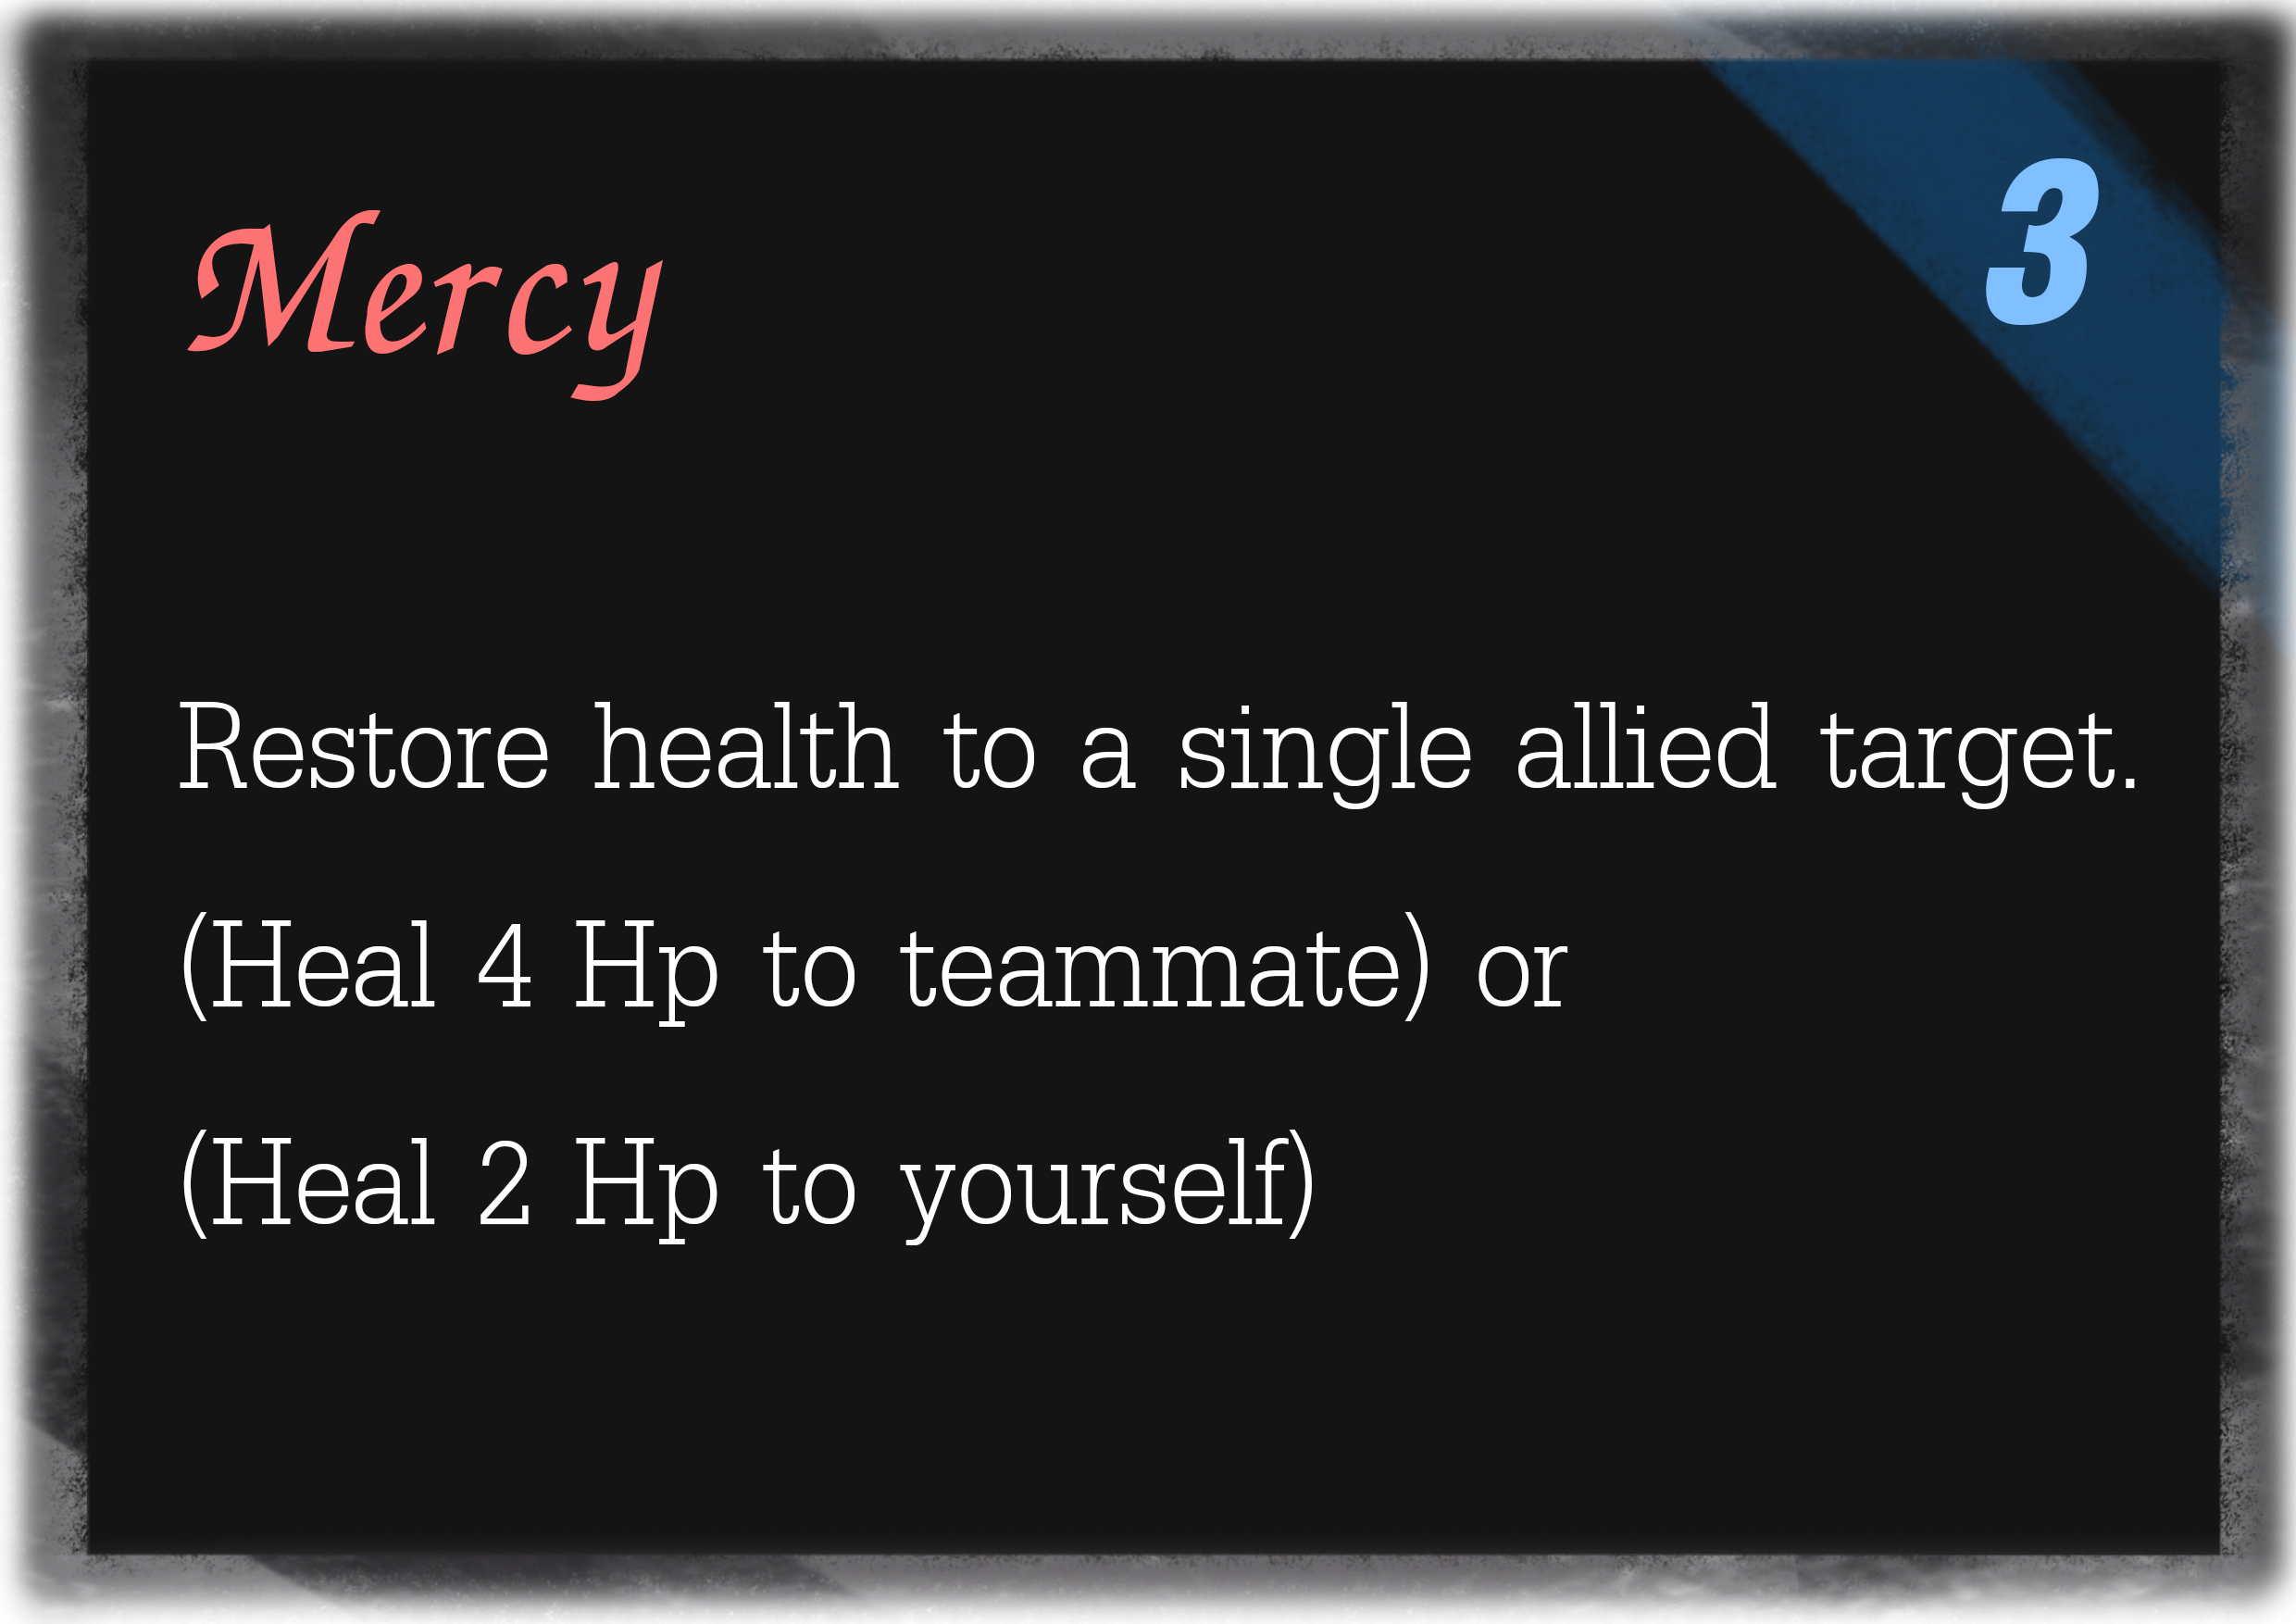 Mercy
3
Restore health to a single allied target.
(Heal 4 Hp to teammate) or
(Heal 2 Hp to yourself)